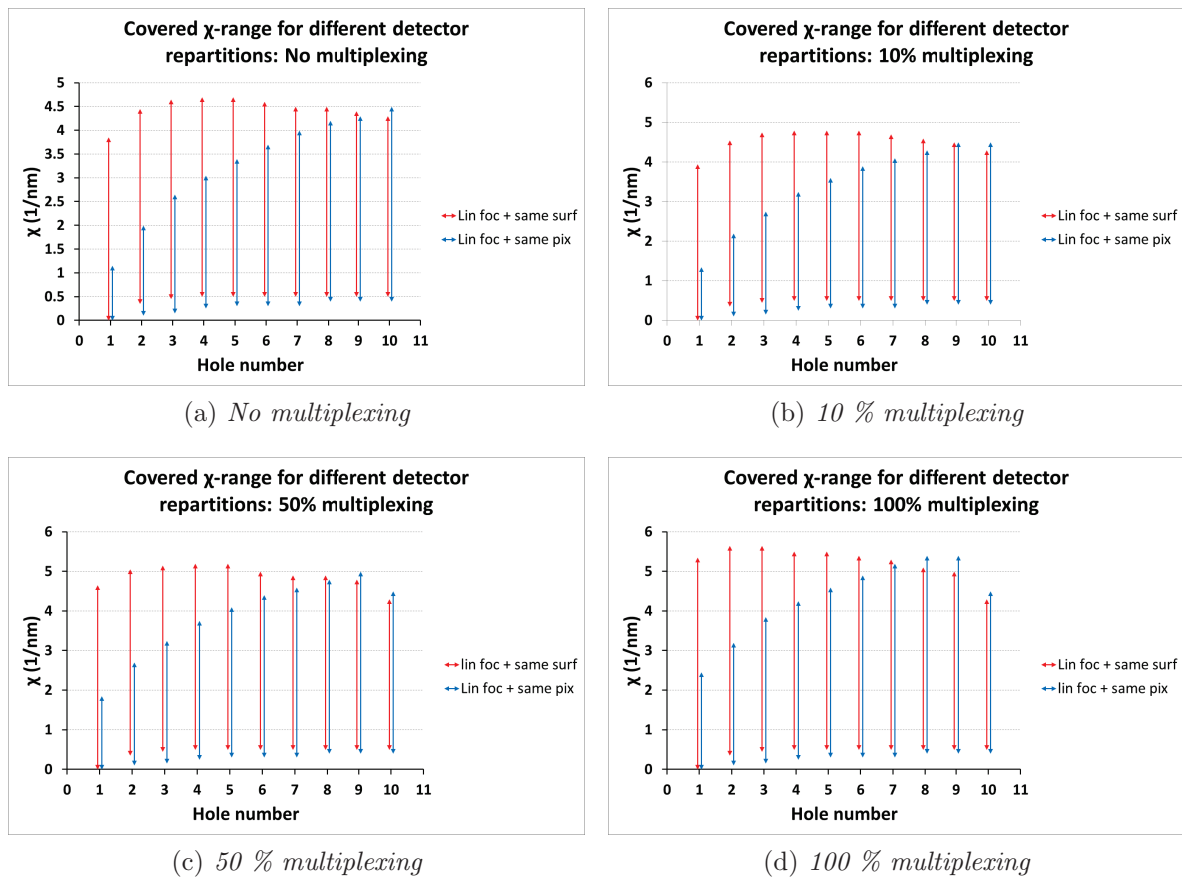 Covered χ-range for different detector
repartitions: No multiplexing
5
4.5
4
3.5
3
2.5
2
1.5
1
0.5
0
χ (1/nm)
0 1 2 3 4 5 6 7 8 9 10 11
Hole number
Lin foc + same surf
Lin foc + same pix
(a) No multiplexing
Covered χ-range for different detector
repartitions: 10% multiplexing
6
5
4
3
2
1
0
χ (1/nm)
0 1 2 3 4 5 6 7 8 9 10 11
Hole number
Lin foc + same surf
Lin foc + same pix
(b) 10 % multiplexing
Covered χ-range for different detector
repartitions: 50% multiplexing
6
5
4
3
2
1
0
χ (1/nm)
0 1 2 3 4 5 6 7 8 9 10 11
Hole number
lin foc + same surf
Lin foc + same pix
(c) 50 % multiplexing
Covered χ-range for different detector
repartitions: 100% multiplexing
6
5
4
3
2
1
0
χ (1/nm)
0 1 2 3 4 5 6 7 8 9 10 11
Hole number
Lin foc + same surf
lin foc + same pix
(d) 100 % multiplexing